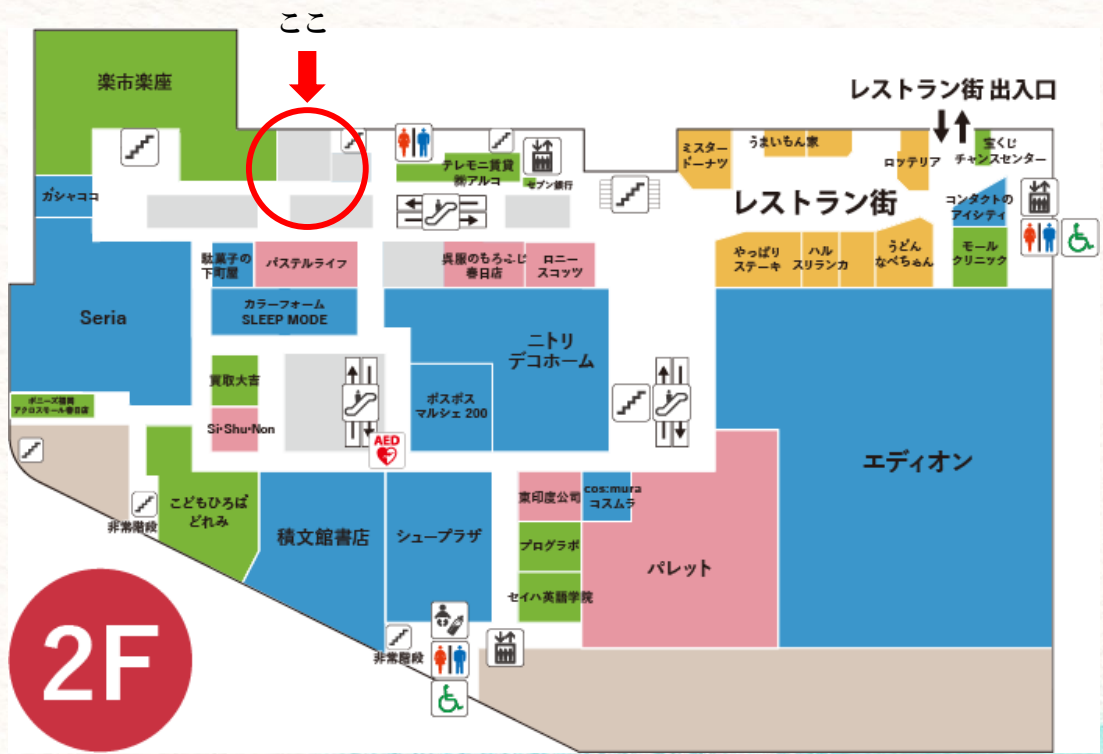 ここ
楽市楽座
レストラン街 出入口
ミスター
ドーナツ
うまいもん家
ロッテリア
宝くじ
チャンスセンター
テレモニ賃貸
㈱アルコ
セブン銀行
ガシャココ
レストラン街
コンタクトの
アイシティ
駄菓子の
下町屋
パステルライフ
呉服のもろふじ
春日店
ロニー
スコッツ
やっぱり
ステーキ
ハル
スリランカ
うどん
なべちゃん
モール
クリニック
Seria
カラーフォーム
SLEEP MODE
ニトリ
デコホーム
買取大吉
ポニーズ福岡
アクロスモール春日店
ボスポス
マルシェ 200
Si・Shu・Non
AED
エディオン
こどもひろば
どれみ
非常階段
積文館書店
シュープラザ
東印度公司
cos:mura
コスムラ
プログラボ
パレット
セイハ英語学院
非常階段
2F